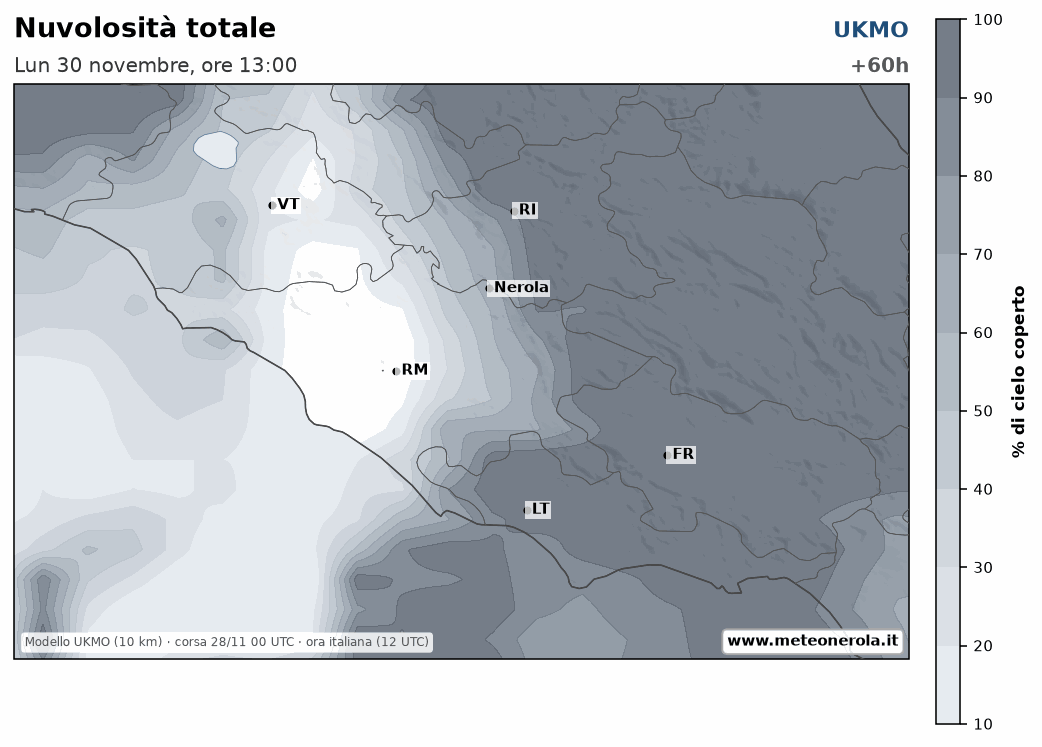 Nuvolosità totale
UKMO
Lun 30 novembre, ore 13:00
+60h
100
90
80
70
60
50
40
30
20
10
% di cielo coperto
VT
RI
Nerola
RM
FR
LT
Modello UKMO (10 km) · corsa 28/11 00 UTC · ora italiana (12 UTC)
www.meteonerola.it